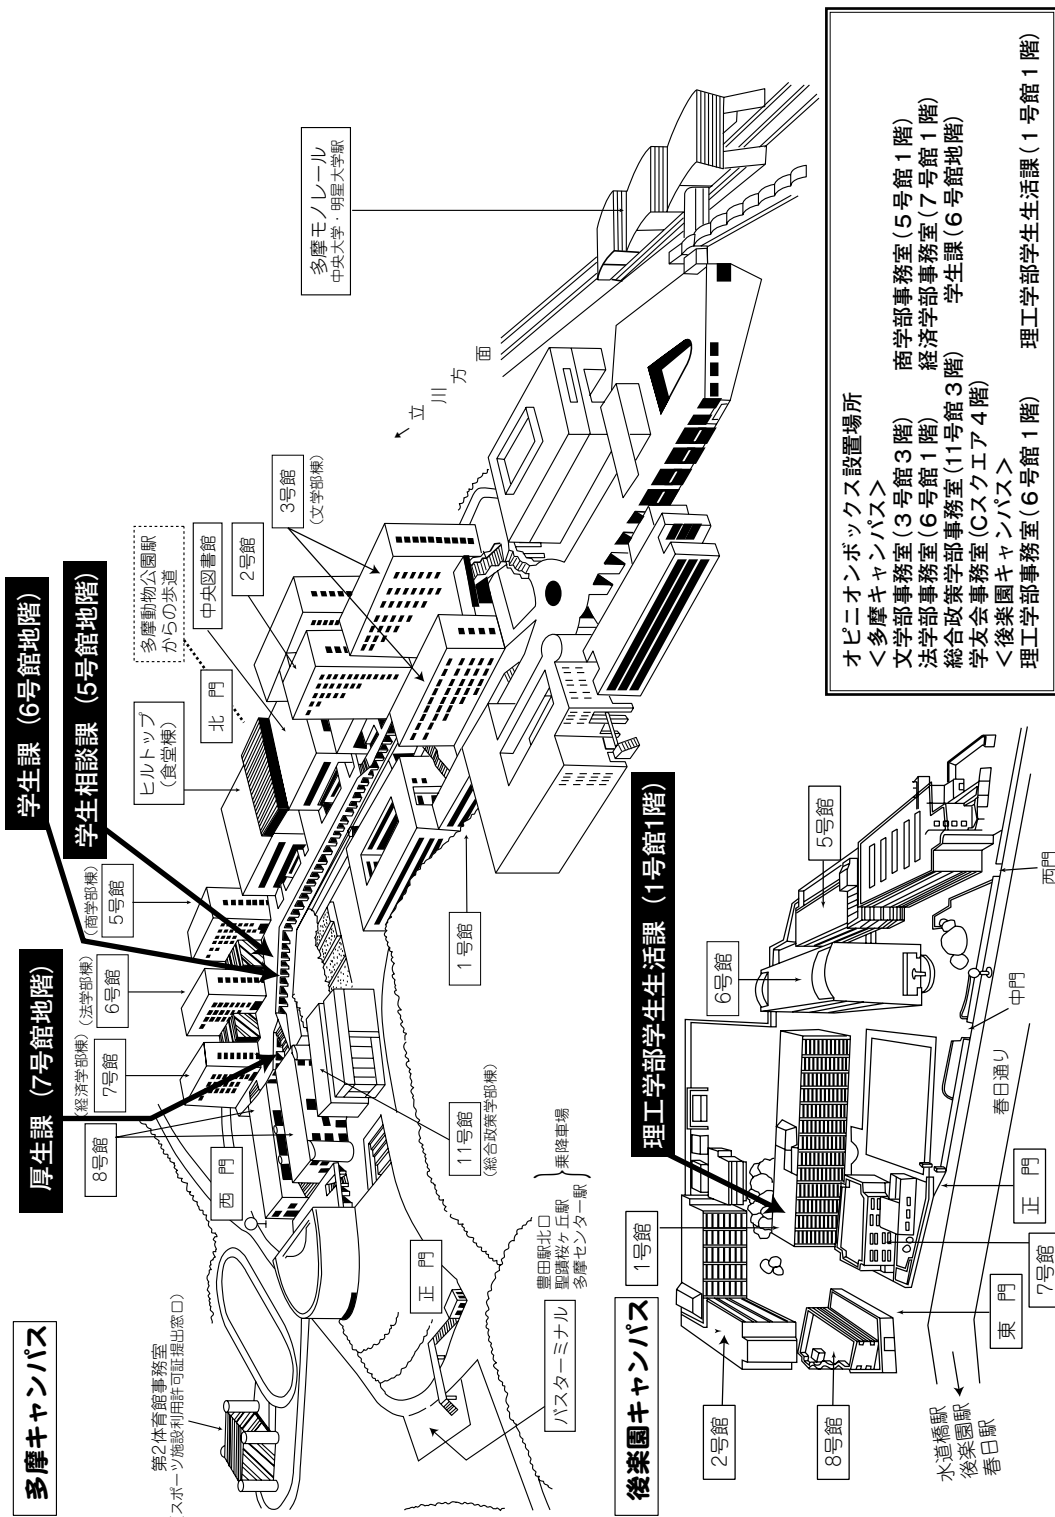 多摩キャンパス
厚生課（7号館地階）
学生課（6号館地階）
学生相談課（5号館地階）
第2体育館事務室
スポーツ施設利用許可証提出窓口）
8号館
西　門
（経済学部棟）
7号館
（法学部棟）
6号館
（商学部棟）
5号館
ヒルトップ
（食堂棟）
北　門
多摩動物公園駅
からの歩道
中央図書館
2号館
3号館
（文学部棟）
立川方面
多摩モノレール
中央大学・明星大学駅
1号館
11号館
（総合政策学部棟）
正　門
バスターミナル
豊田駅北口
聖蹟桜ヶ丘駅
多摩センター駅
乗降車場
後楽園キャンパス
理工学部学生生活課（1号館1階）
1号館
2号館
8号館
6号館
5号館
7号館
東　門
正　門
中門
西門
春日通り
水道橋駅
後楽園駅
春日駅
オピニオンボックス設置場所
＜多摩キャンパス＞
文学部事務室（3号館3階）　商学部事務室（5号館1階）
法学部事務室（6号館1階）　経済学部事務室（7号館1階）
総合政策学部事務室（11号館3階）　学生課（6号館地階）
学友会事務室（Cスクエア4階）
＜後楽園キャンパス＞
理工学部事務室（6号館1階）　理工学部学生生活課（1号館1階）